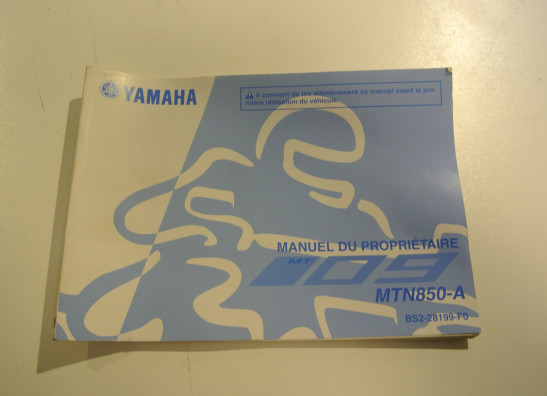 YAMAHA
Il convient de lire attentivement ce manuel avant la pre-
mière utilisation du véhicule.
MANUEL DU PROPRIÉTAIRE
MT 09
MTN850-A
BS2-28199-F0